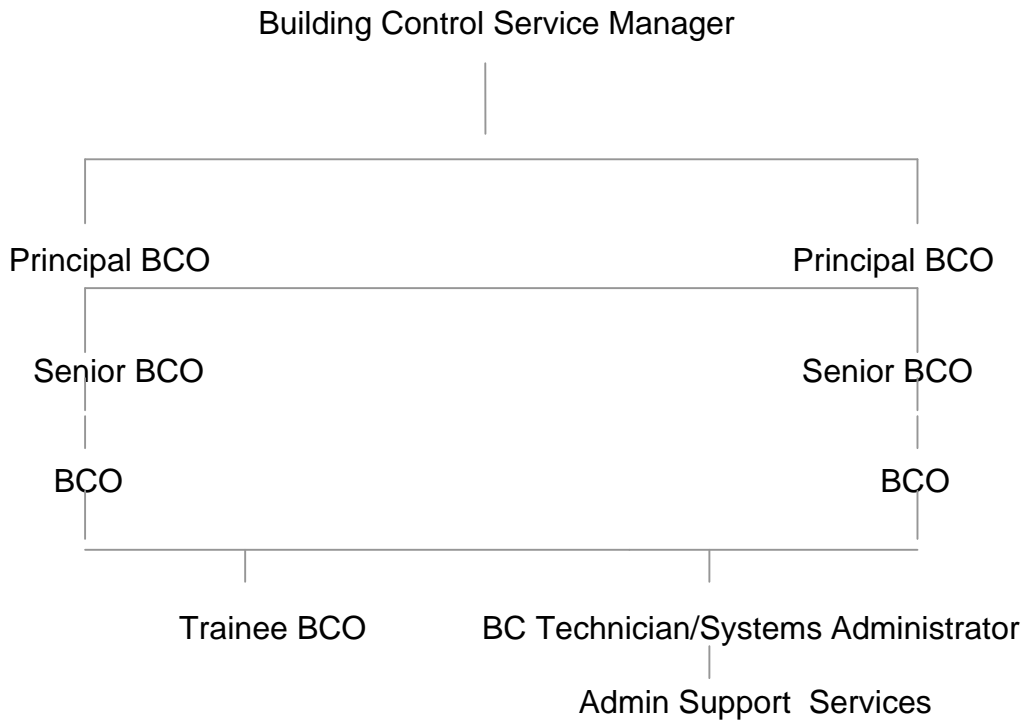 Building Control Service Manager
Principal BCO Principal BCO
Senior BCO Senior BCO
BCO BCO
Trainee BCO BC Technician/Systems Administrator
Admin Support Services